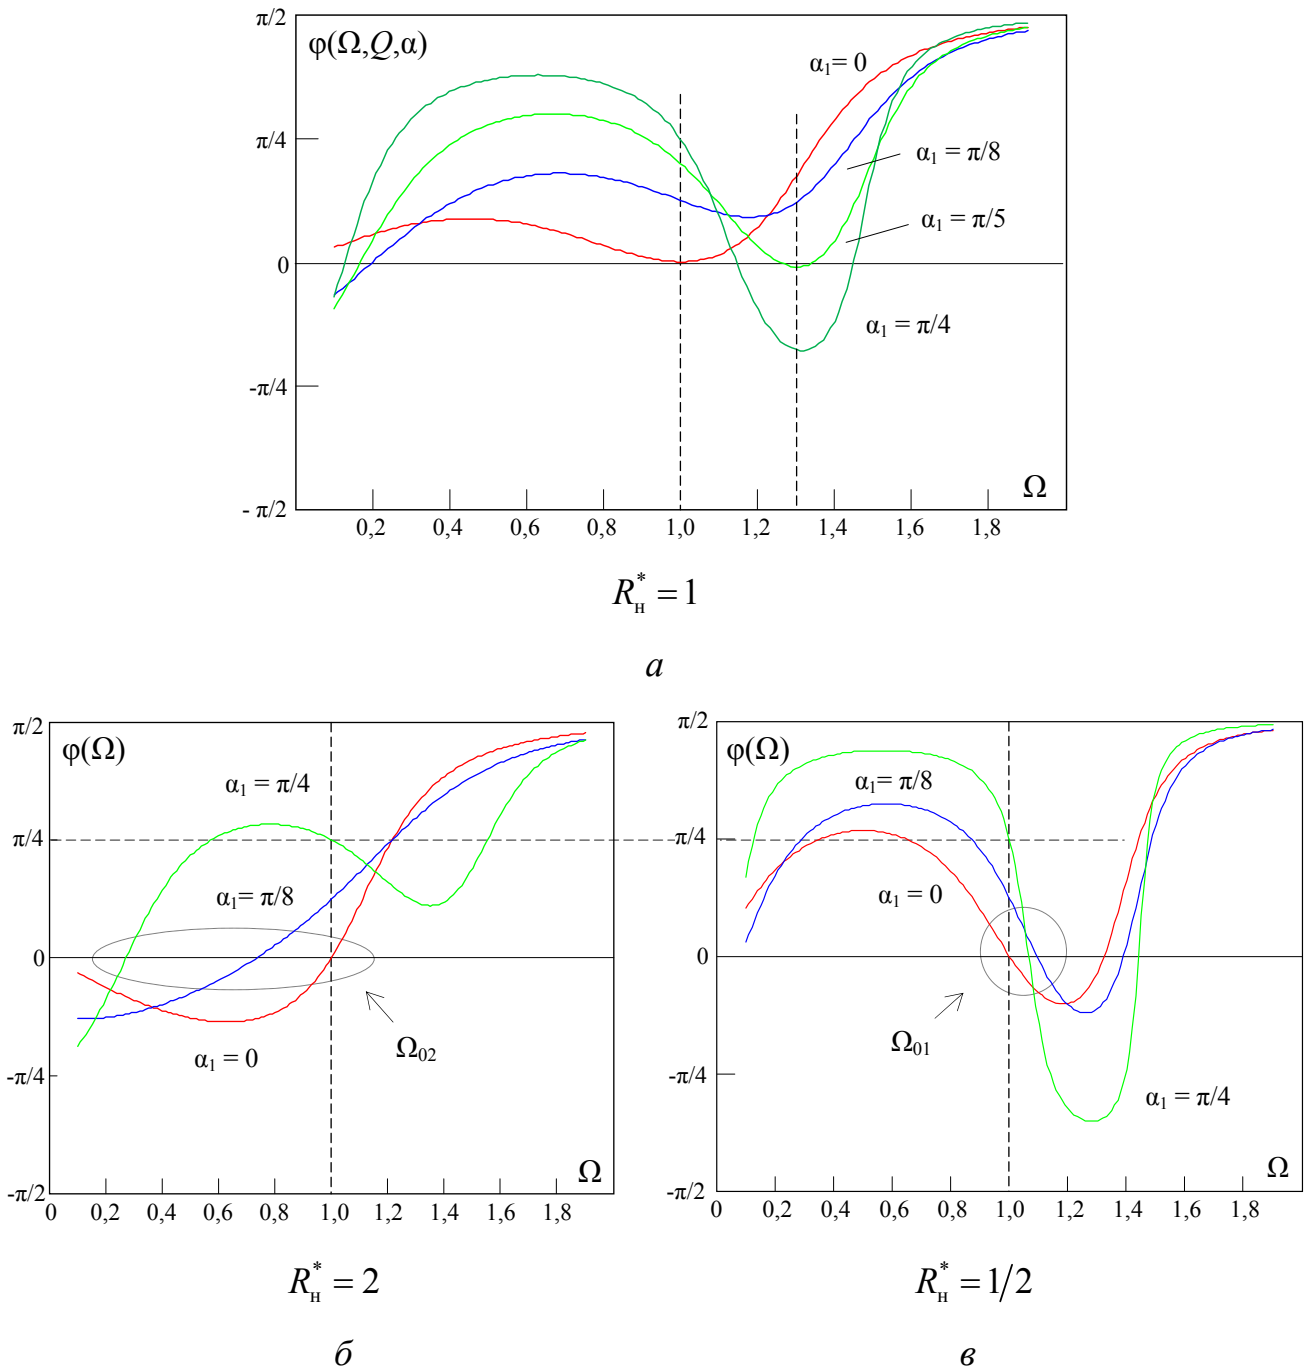 π/2
φ(Ω,Q,α)
α₁= 0
π/4
α₁ = π/8
α₁ = π/5
0
α₁ = π/4
-π/4
Ω
- π/2
0,2 0,4 0,6 0,8 1,0 1,2 1,4 1,6 1,8
R*н = 1
а
π/2
φ(Ω)
α₁ = π/4
π/4
α₁= π/8
0
Ω₀₂
α₁ = 0
-π/4
Ω
-π/2
0 0,2 0,4 0,6 0,8 1,0 1,2 1,4 1,6 1,8
R*н = 2
б
π/2
φ(Ω)
α₁= π/8
π/4
α₁ = 0
0
Ω₀₁
-π/4
α₁ = π/4
Ω
-π/2
0 0,2 0,4 0,6 0,8 1,0 1,2 1,4 1,6 1,8
R*н = 1/2
в